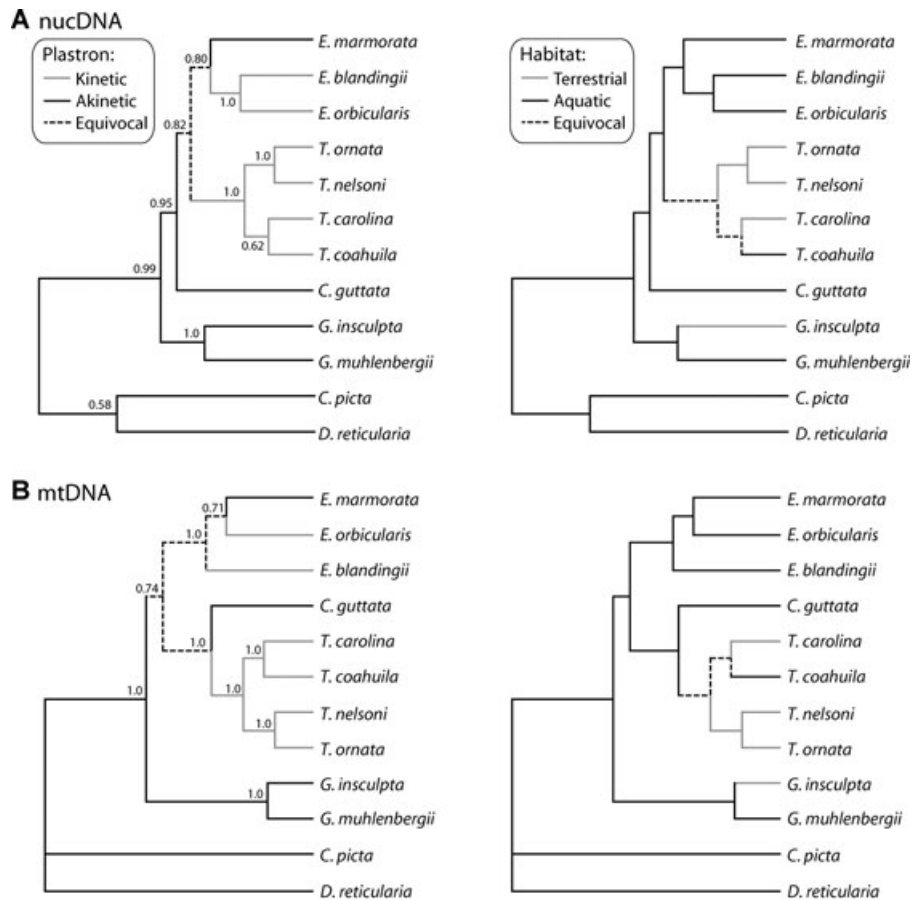 A nucDNA
Plastron:
Kinetic
Akinetic
Equivocal
0.80
1.0
0.82
1.0
1.0
0.95
0.62
0.99
1.0
0.58
E. marmorata
E. blandingii
E. orbicularis
T. ornata
T. nelsoni
T. carolina
T. coahuila
C. guttata
G. insculpta
G. muhlenbergii
C. picta
D. reticularia
Habitat:
Terrestrial
Aquatic
Equivocal
E. marmorata
E. blandingii
E. orbicularis
T. ornata
T. nelsoni
T. carolina
T. coahuila
C. guttata
G. insculpta
G. muhlenbergii
C. picta
D. reticularia
B mtDNA
0.71
1.0
0.74
1.0
1.0
1.0
1.0
1.0
1.0
E. marmorata
E. orbicularis
E. blandingii
C. guttata
T. carolina
T. coahuila
T. nelsoni
T. ornata
G. insculpta
G. muhlenbergii
C. picta
D. reticularia
E. marmorata
E. orbicularis
E. blandingii
C. guttata
T. carolina
T. coahuila
T. nelsoni
T. ornata
G. insculpta
G. muhlenbergii
C. picta
D. reticularia